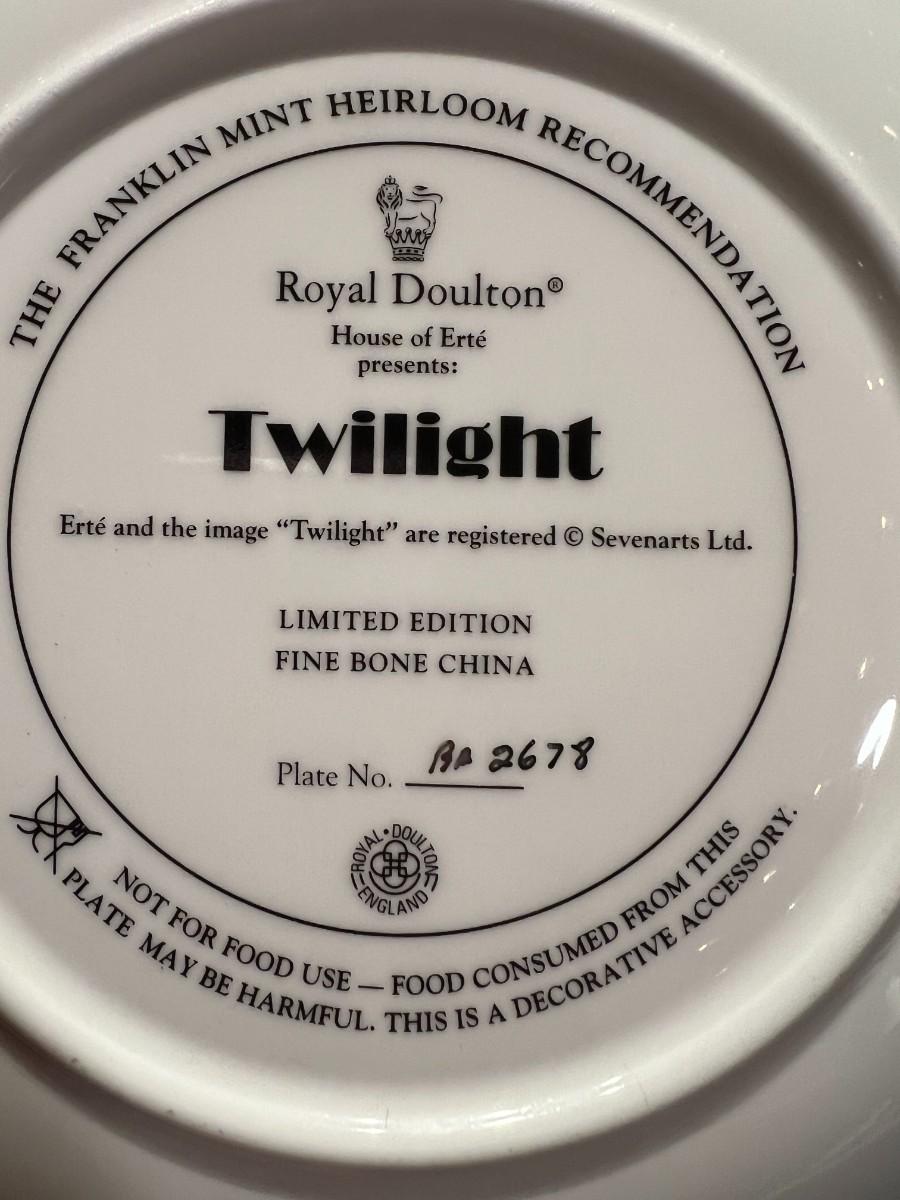 THE FRANKLIN MINT HEIRLOOM RECOMMENDATION
Royal Doulton®
House of Erté
presents:
Twilight
Erté and the image “Twilight” are registered © Sevenarts Ltd.
LIMITED EDITION
FINE BONE CHINA
Plate No. 2678
ROYAL • DOULTON
ENGLAND
NOT FOR FOOD USE — FOOD CONSUMED FROM THIS
PLATE MAY BE HARMFUL. THIS IS A DECORATIVE ACCESSORY.